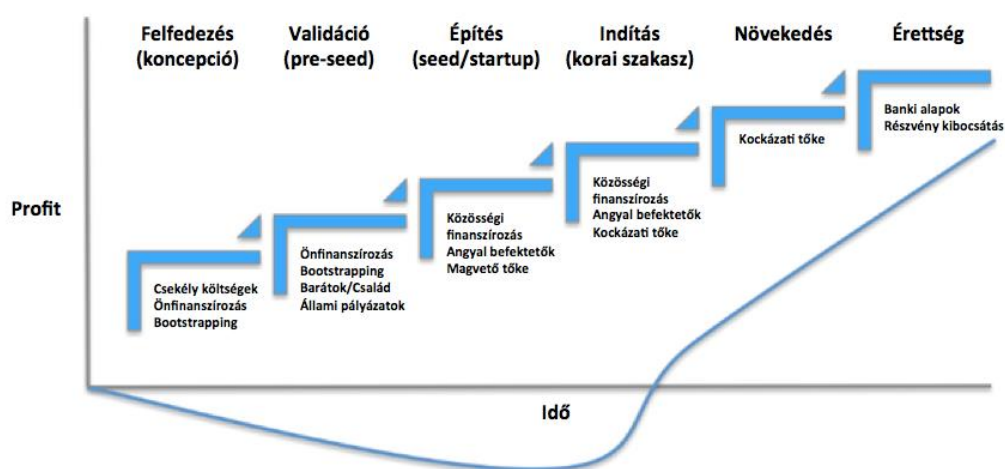 Felfedezés
(koncepció)
Validáció
(pre-seed)
Építés
(seed/startup)
Indítás
(korai szakasz)
Növekedés
Érettség
Profit
Csekély költségek
Önfinanszírozás
Bootstrapping
Önfinanszírozás
Bootstrapping
Barátok/Család
Állami pályázatok
Közösségi
finanszírozás
Angyal befektetők
Magvető tőke
Közösségi
finanszírozás
Angyal befektetők
Kockázati tőke
Kockázati tőke
Banki alapok
Részvény kibocsátás
Idő